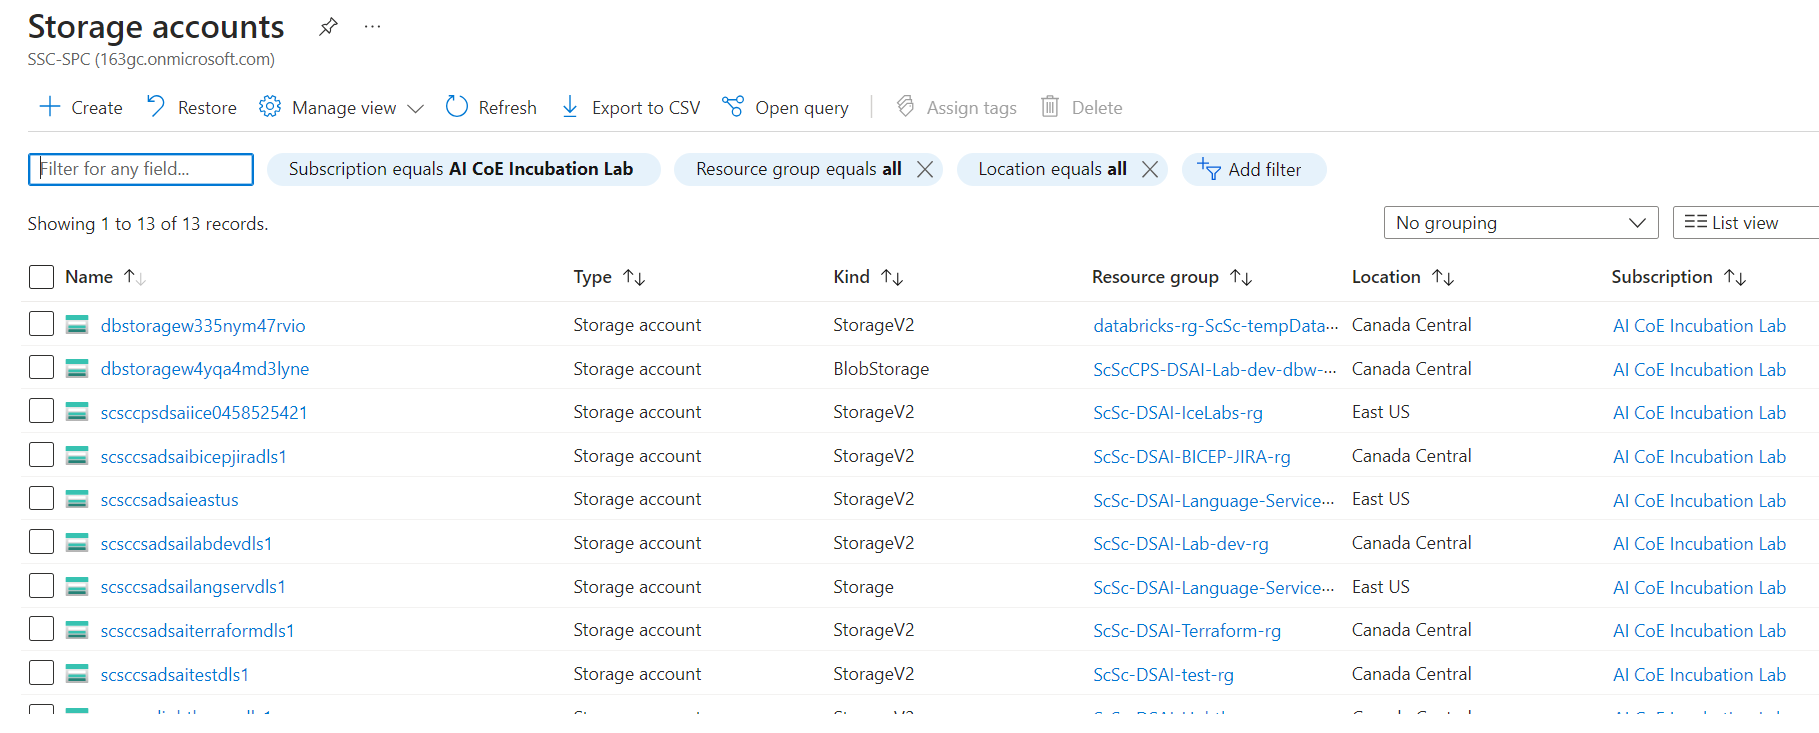 Storage accounts
SSC-SPC (163gc.onmicrosoft.com)
Create Restore Manage view Refresh Export to CSV Open query Assign tags Delete
Filter for any field... Subscription equals AI CoE Incubation Lab Resource group equals all Location equals all Add filter
Showing 1 to 13 of 13 records. No grouping List view
Name Type Kind Resource group Location Subscription
dbstoragew335nym47rvio Storage account StorageV2 databricks-rg-ScSc-tempData... Canada Central AI CoE Incubation Lab
dbstoragew4yqa4md3lyne Storage account BlobStorage ScScCPS-DSAI-Lab-dev-dbw-... Canada Central AI CoE Incubation Lab
scsccpsdsaiice0458525421 Storage account StorageV2 ScSc-DSAI-IceLabs-rg East US AI CoE Incubation Lab
scsccsadsaibicepjiradls1 Storage account StorageV2 ScSc-DSAI-BICEP-JIRA-rg Canada Central AI CoE Incubation Lab
scsccsadsaieastus Storage account StorageV2 ScSc-DSAI-Language-Service... East US AI CoE Incubation Lab
scsccsadsailabdevdls1 Storage account StorageV2 ScSc-DSAI-Lab-dev-rg Canada Central AI CoE Incubation Lab
scsccsadsailangservdls1 Storage account Storage ScSc-DSAI-Language-Service... East US AI CoE Incubation Lab
scsccsadsaiterraformdls1 Storage account StorageV2 ScSc-DSAI-Terraform-rg Canada Central AI CoE Incubation Lab
scsccsadsaitestdls1 Storage account StorageV2 ScSc-DSAI-test-rg Canada Central AI CoE Incubation Lab
Storage account StorageV2 Canada Central AI CoE Incubation Lab